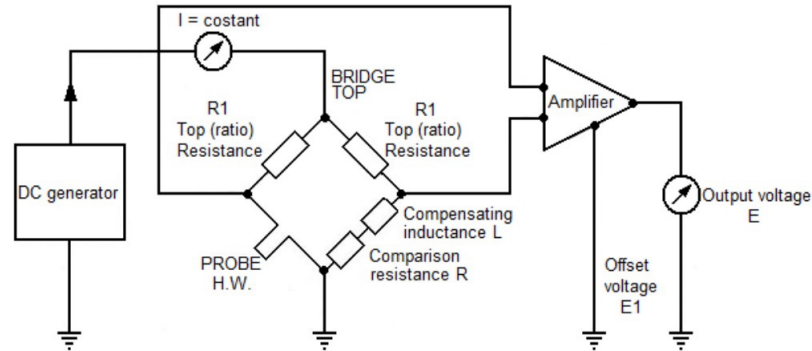 I = costant
BRIDGE
TOP
R1
Top (ratio)
Resistance
R1
Top (ratio)
Resistance
Amplifier
DC generator
Output voltage
E
Compensating
inductance L
Comparison
resistance R
PROBE
H.W.
Offset
voltage
E1